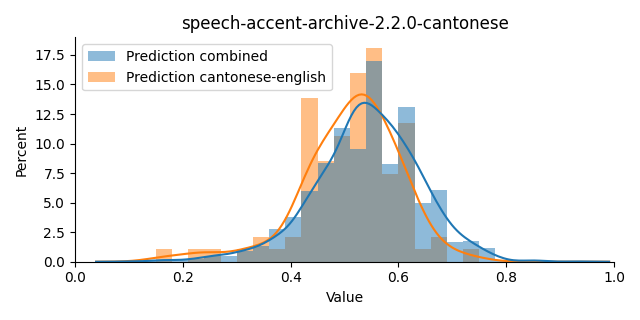 speech-accent-archive-2.2.0-cantonese
Prediction combined
Prediction cantonese-english
17.5
15.0
12.5
10.0
7.5
5.0
2.5
0.0
Percent
0.0 0.2 0.4 0.6 0.8 1.0
Value